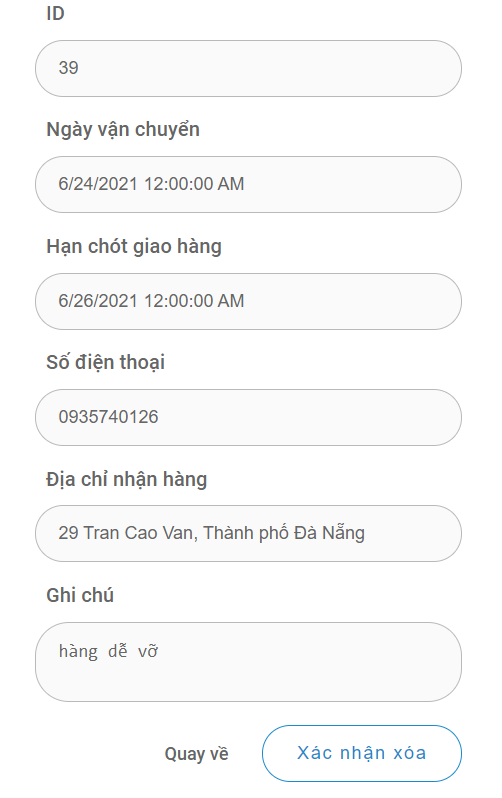 ID
39
Ngày vận chuyển
6/24/2021 12:00:00 AM
Hạn chót giao hàng
6/26/2021 12:00:00 AM
Số điện thoại
0935740126
Địa chỉ nhận hàng
29 Tran Cao Van, Thành phố Đà Nẵng
Ghi chú
hàng dễ vỡ
Quay về
Xác nhận xóa